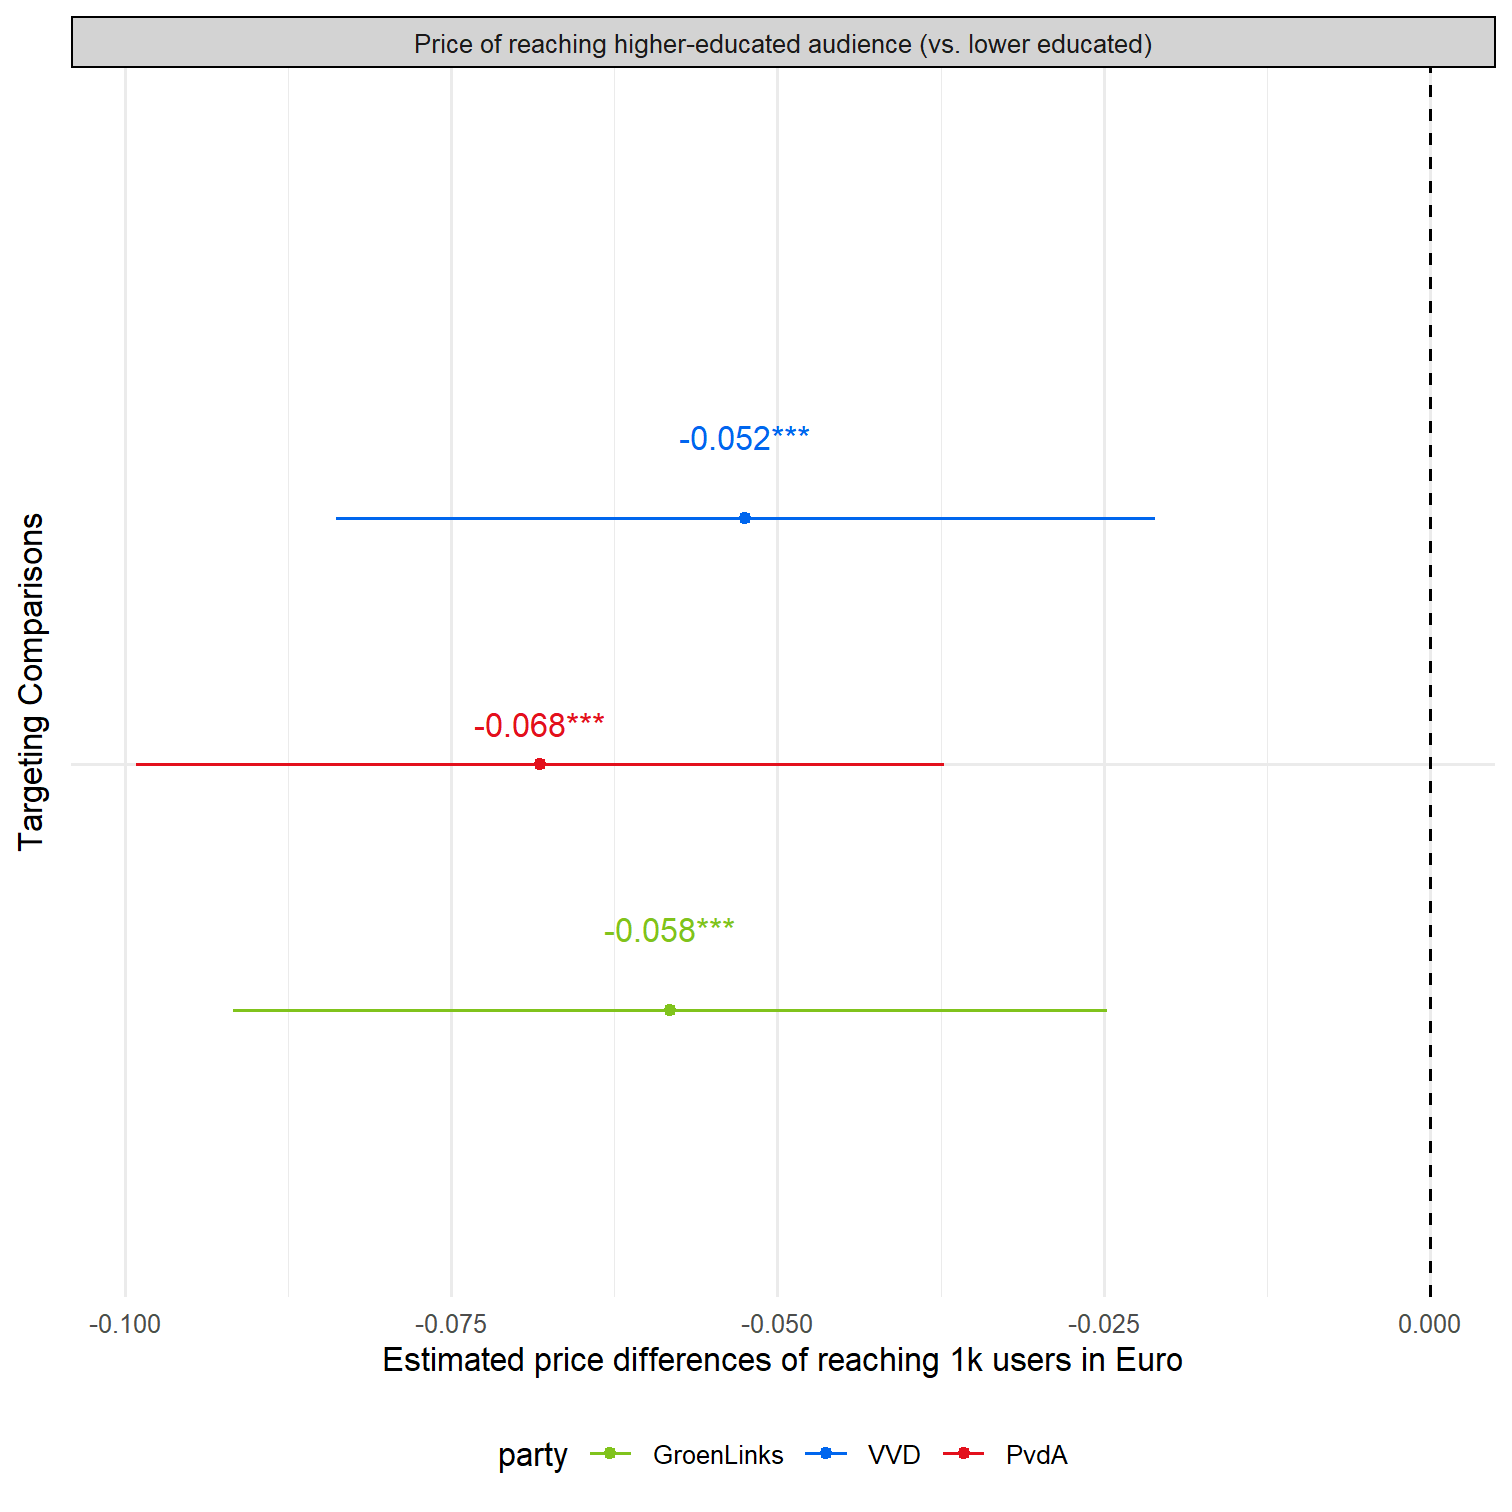 Price of reaching higher-educated audience (vs. lower educated)
Targeting Comparisons
-0.052***
-0.068***
-0.058***
-0.100 -0.075 -0.050 -0.025 0.000
Estimated price differences of reaching 1k users in Euro
party GroenLinks VVD PvdA